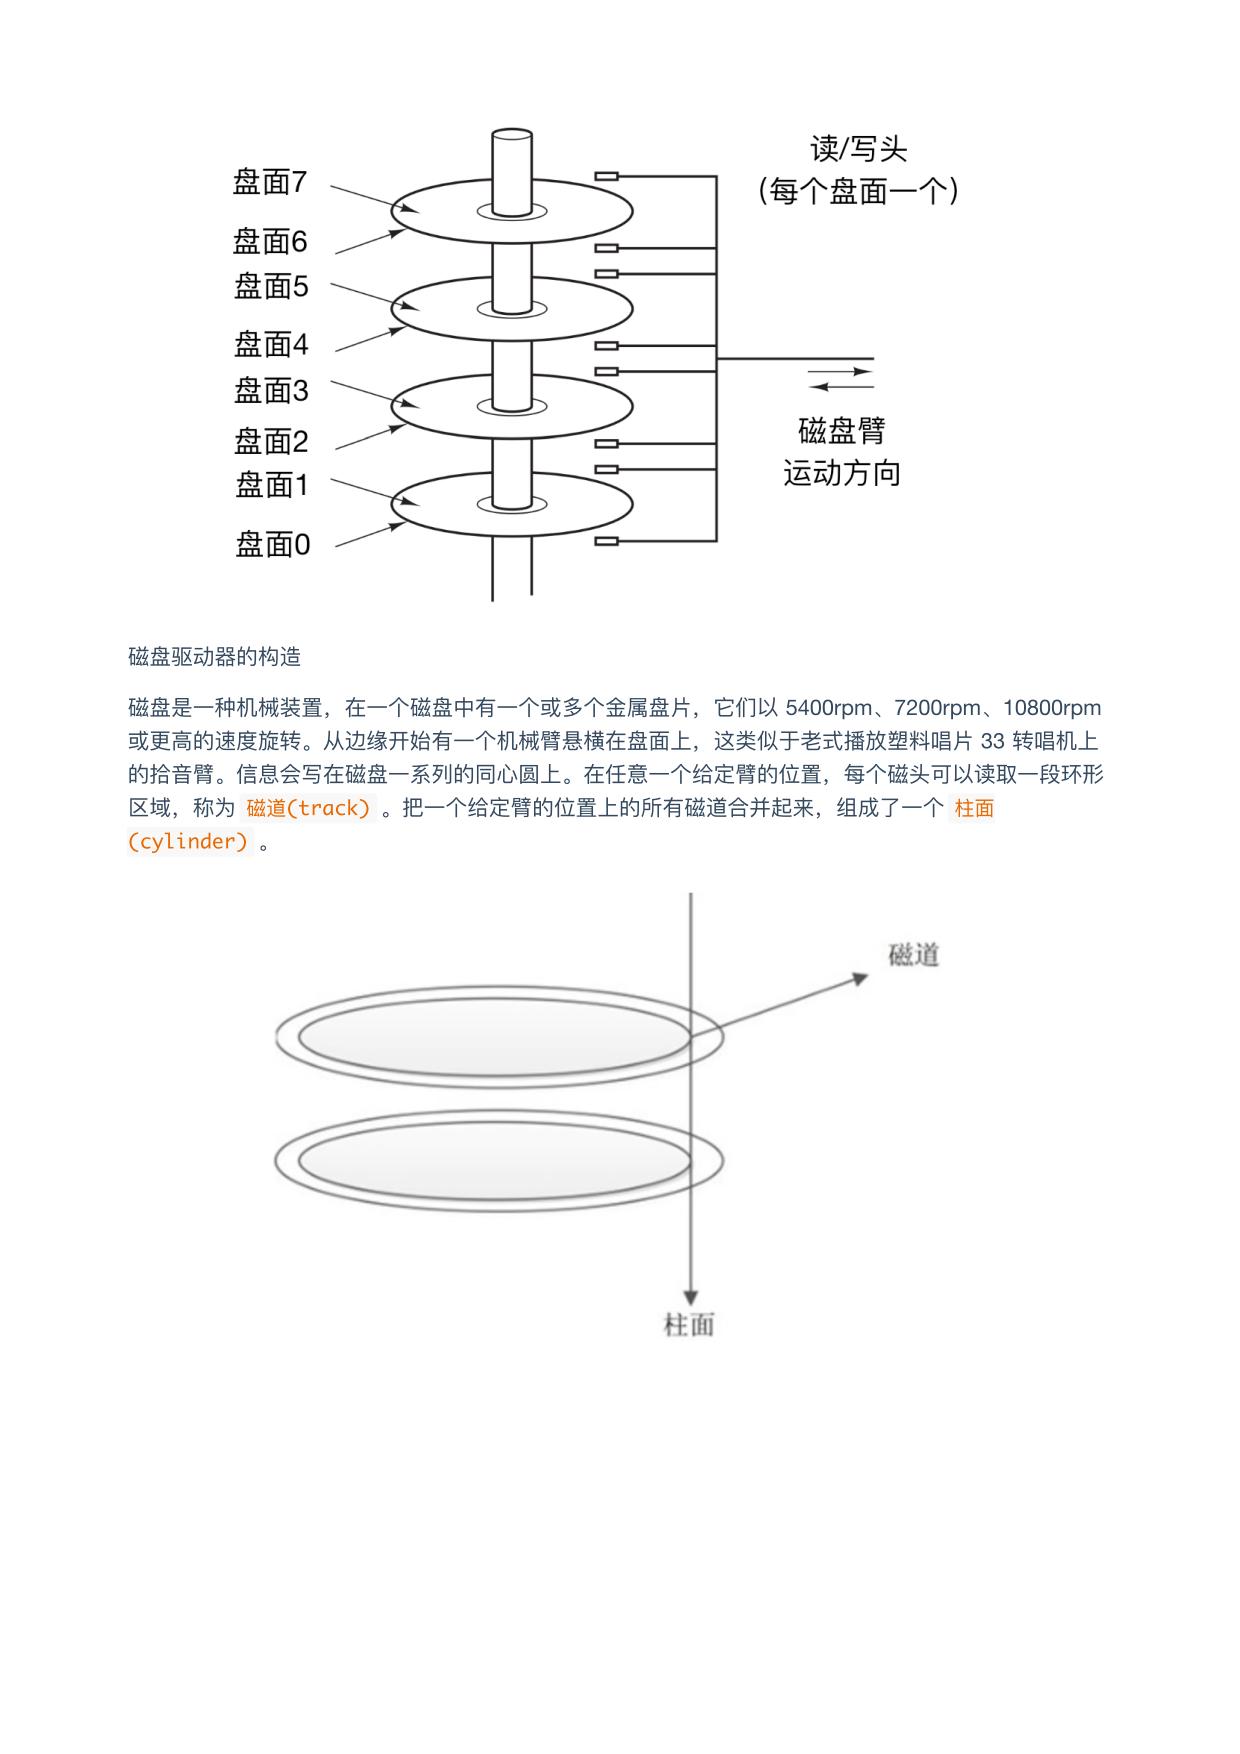 读/写头
（每个盘面一个）
盘面7
盘面6
盘面5
盘面4
盘面3
盘面2
盘面1
盘面0
磁盘臂
运动方向
磁盘驱动器的构造
磁盘是一种机械装置，在一个磁盘中有一个或多个金属盘片，它们以 5400rpm、7200rpm、10800rpm
或更高的速度旋转。从边缘开始有一个机械臂悬横在盘面上，这类似于老式播放塑料唱片 33 转唱机上
的拾音臂。信息会写在磁盘一系列的同心圆上。在任意一个给定臂的位置，每个磁头可以读取一段环形
区域，称为 磁道(track) 。把一个给定臂的位置上的所有磁道合并起来，组成了一个 柱面
(cylinder) 。
磁道
柱面